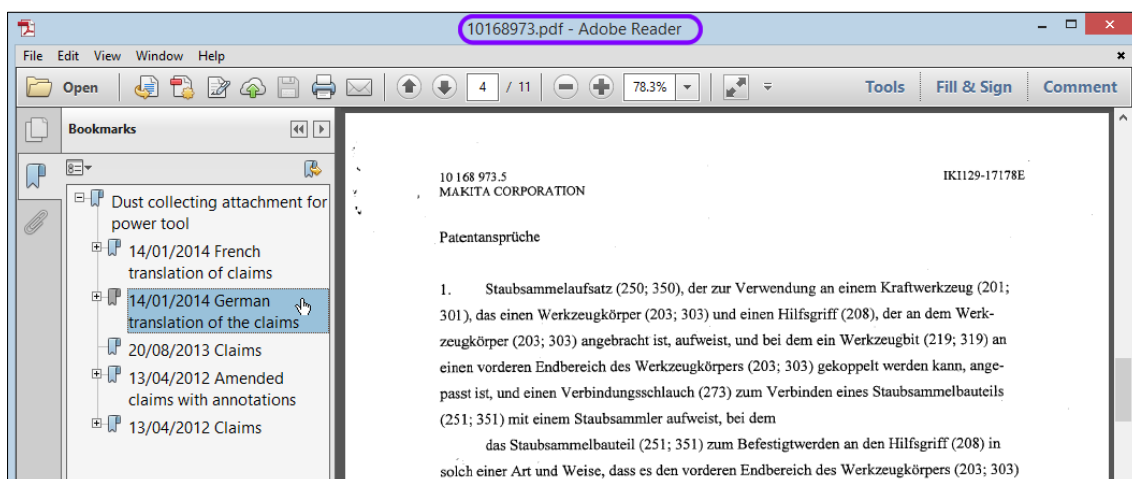 10168973.pdf - Adobe Reader
File Edit View Window Help
Open 4 / 11 78.3% Tools Fill & Sign Comment
Bookmarks
Dust collecting attachment for
power tool
14/01/2014 French
translation of claims
14/01/2014 German
translation of the claims
20/08/2013 Claims
13/04/2012 Amended
claims with annotations
13/04/2012 Claims
10 168 973.5 IKI129-17178E
MAKITA CORPORATION
Patentansprüche
1. Staubsammelaufsatz (250; 350), der zur Verwendung an einem Kraftwerkzeug (201;
301), das einen Werkzeugkörper (203; 303) und einen Hilfsgriff (208), der an dem Werk-
zeugkörper (203; 303) angebracht ist, aufweist, und bei dem ein Werkzeugbit (219; 319) an
einen vorderen Endbereich des Werkzeugkörpers (203; 303) gekoppelt werden kann, ange-
passt ist, und einen Verbindungsschlauch (273) zum Verbinden eines Staubsammelbauteils
(251; 351) mit einem Staubsammler aufweist, bei dem
das Staubsammelbauteil (251; 351) zum Befestigtwerden an den Hilfsgriff (208) in
solch einer Art und Weise, dass es den vorderen Endbereich des Werkzeugkörpers (203; 303)